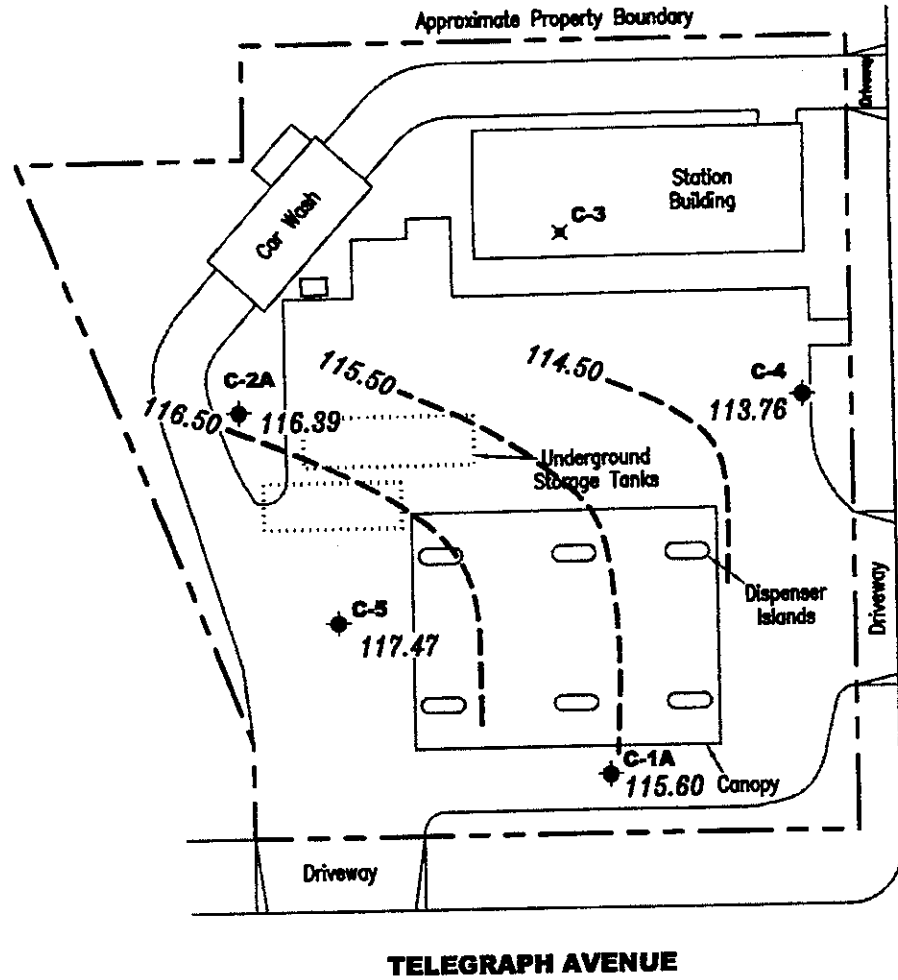 Approximate Property Boundary
Driveway
Station
Building
C-3
Car Wash
115.50
114.50
C-4
113.76
C-2A
116.50
116.39
Underground
Storage Tanks
Dispenser
Islands
Driveway
C-5
117.47
C-1A
115.60
Canopy
Driveway
TELEGRAPH AVENUE